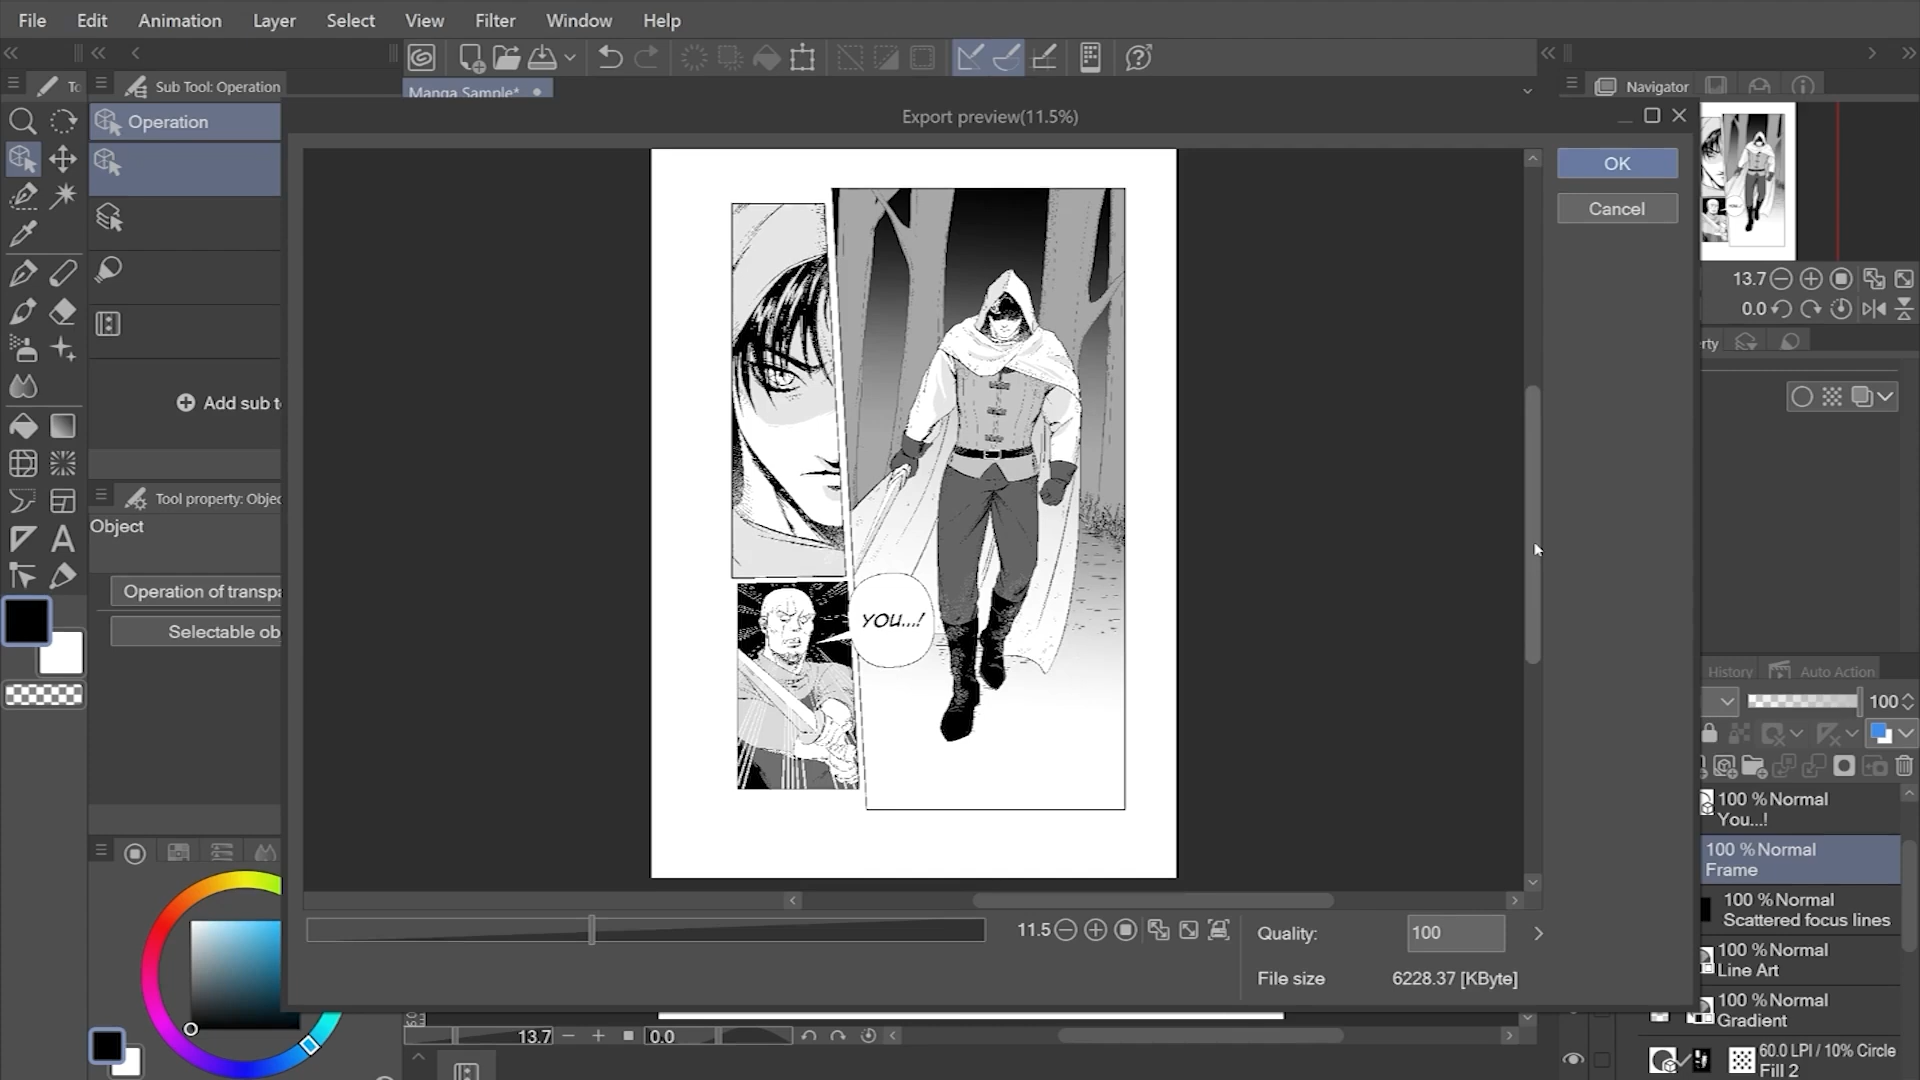 File Edit Animation Layer Select View Filter Window Help
Sub Tool: Operation
Manga Sample*
Navigator
Operation
Export preview(11.5%)
OK
Cancel
13.7
0.0
Add sub t
Tool property: Objec
Object
Operation of transpa
Selectable ob
YOU...!
History Auto Action
100
100 %Normal
You...!
100 %Normal
Frame
100 %Normal
Scattered focus lines
100 %Normal
Line Art
100 %Normal
Gradient
60.0 LPI / 10% Circle
Fill 2
11.5
Quality: 100
File size 6228.37 [KByte]
13.7 0.0